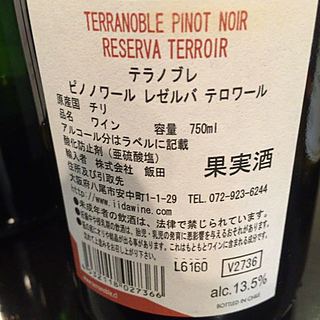 TERRANOBLE PINOT NOIR
RESERVA TERROIR
テラノブレ
ピノノワール レゼルバ テロワール
原産国 チリ
品名 ワイン 容量 750ml
アルコール分はラベルに記載
酸化防止剤（亜硫酸塩）
輸入者 株式会社 飯田
住所及び引取先
大阪府八尾市安中町1-1-29 TEL.072-923-6244
www.iidawine.com
果実酒
●未成年者の飲酒は、法律で禁じられています。
L6160
V2736
alc.13.5%
BOTTLED IN CHILE